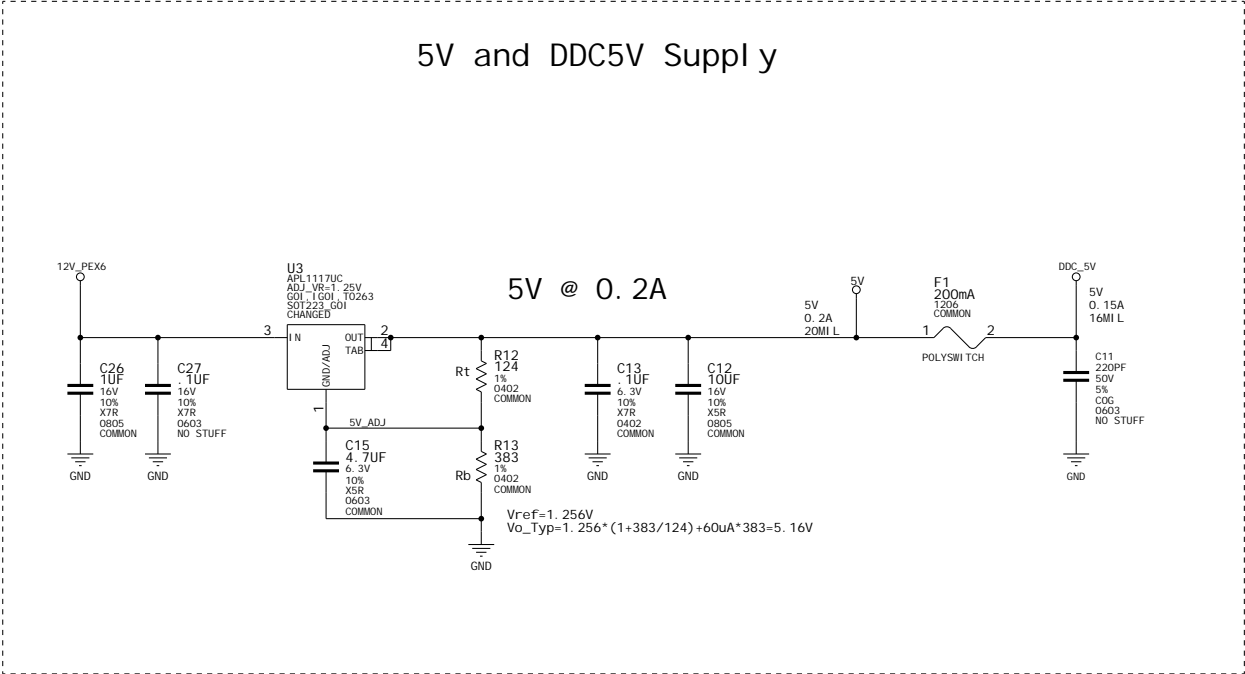 5V and DDC5V Supply
12V_PEX6
U3
APL1117UC
ADJ_VR=1.25V
GOI,IGOI,TO263
SOT223_GOI
CHANGED
5V @ 0.2A
5V
5V
0.2A
20MIL
F1
200mA
1206
COMMON
DDC_5V
5V
0.15A
16MIL
3
IN
OUT
TAB
GND/ADJ
2
4
1
1
2
POLYSWITCH
C26
1UF
16V
10%
X7R
0805
COMMON
GND
C27
.1UF
16V
10%
X7R
0603
NO STUFF
GND
Rt
R12
124
1%
0402
COMMON
5V_ADJ
C15
4.7UF
6.3V
10%
X5R
0603
COMMON
Rb
R13
383
1%
0402
COMMON
GND
C13
.1UF
6.3V
10%
X7R
0402
COMMON
GND
C12
10UF
16V
10%
X5R
0805
COMMON
GND
C11
220PF
50V
5%
COG
0603
NO STUFF
GND
Vref=1.256V
Vo_Typ=1.256*(1+383/124)+60uA*383=5.16V